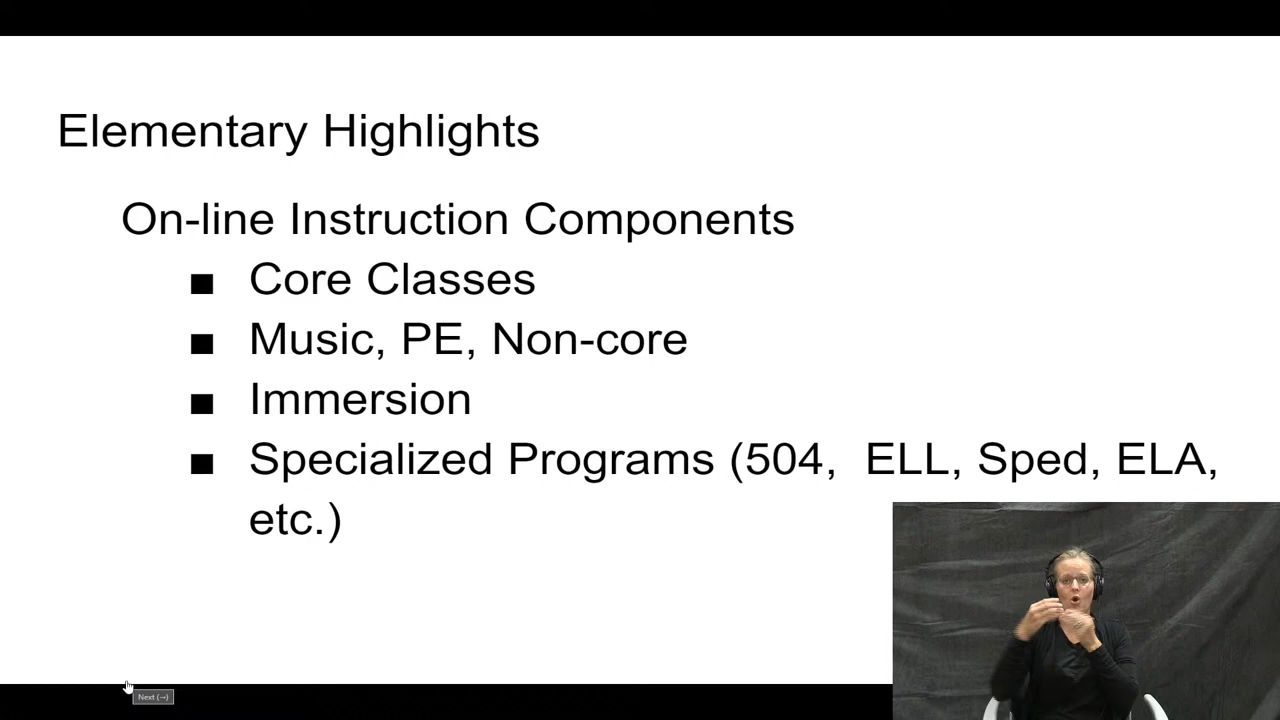 Elementary Highlights
On-line Instruction Components
■ Core Classes
■ Music, PE, Non-core
■ Immersion
■ Specialized Programs (504,  ELL, Sped, ELA,
etc.)
Next (→)